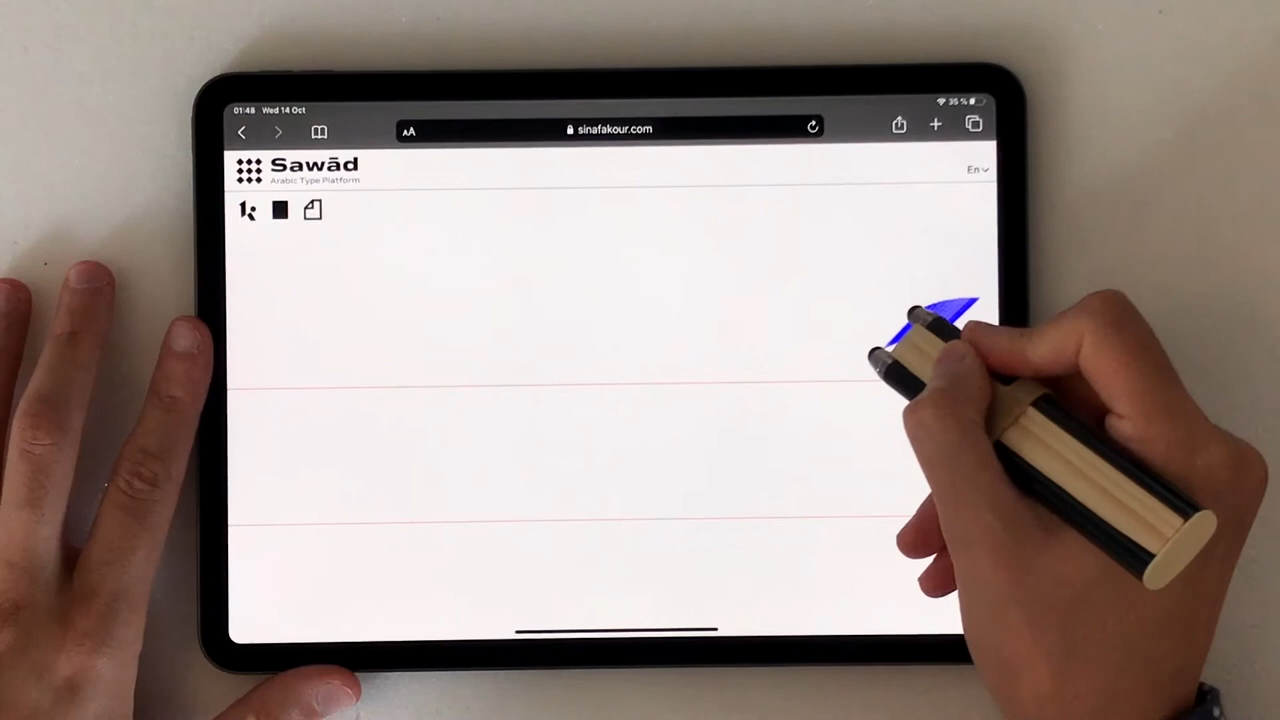 01:48 Wed 14 Oct 35 %
AA sinafakour.com
Sawād
Arabic Type Platform
En